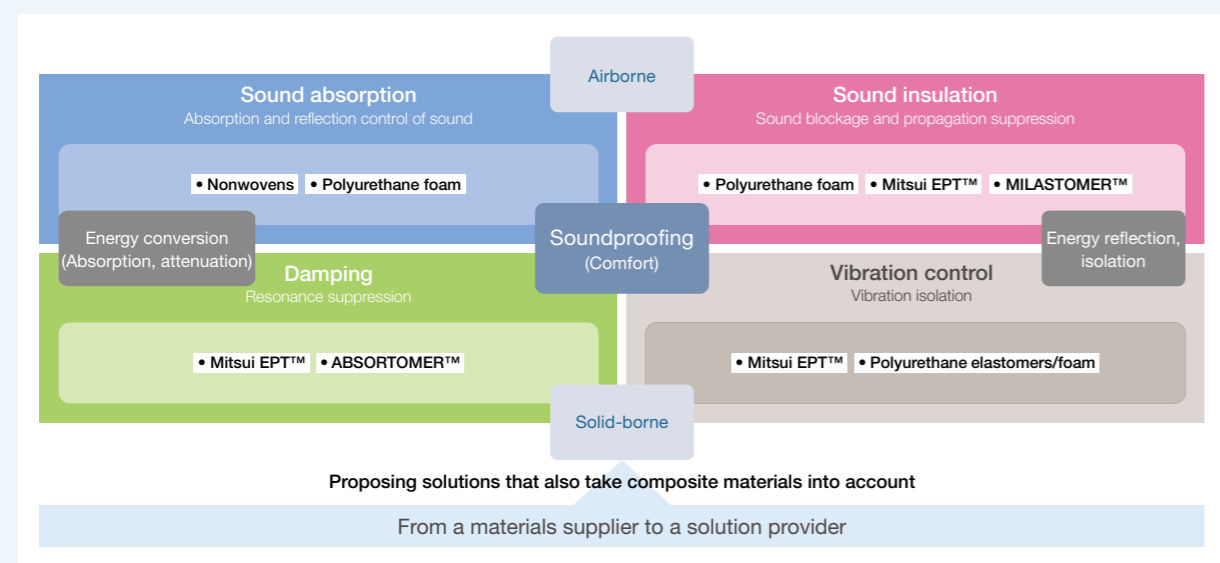 Airborne
Sound absorption
Absorption and reflection control of sound
• Nonwovens • Polyurethane foam
Sound insulation
Sound blockage and propagation suppression
• Polyurethane foam • Mitsui EPT™ • MILASTOMER™
Energy conversion
(Absorption, attenuation)
Soundproofing
(Comfort)
Energy reflection,
isolation
Damping
Resonance suppression
• Mitsui EPT™ • ABSORTOMER™
Vibration control
Vibration isolation
• Mitsui EPT™ • Polyurethane elastomers/foam
Solid-borne
Proposing solutions that also take composite materials into account
From a materials supplier to a solution provider